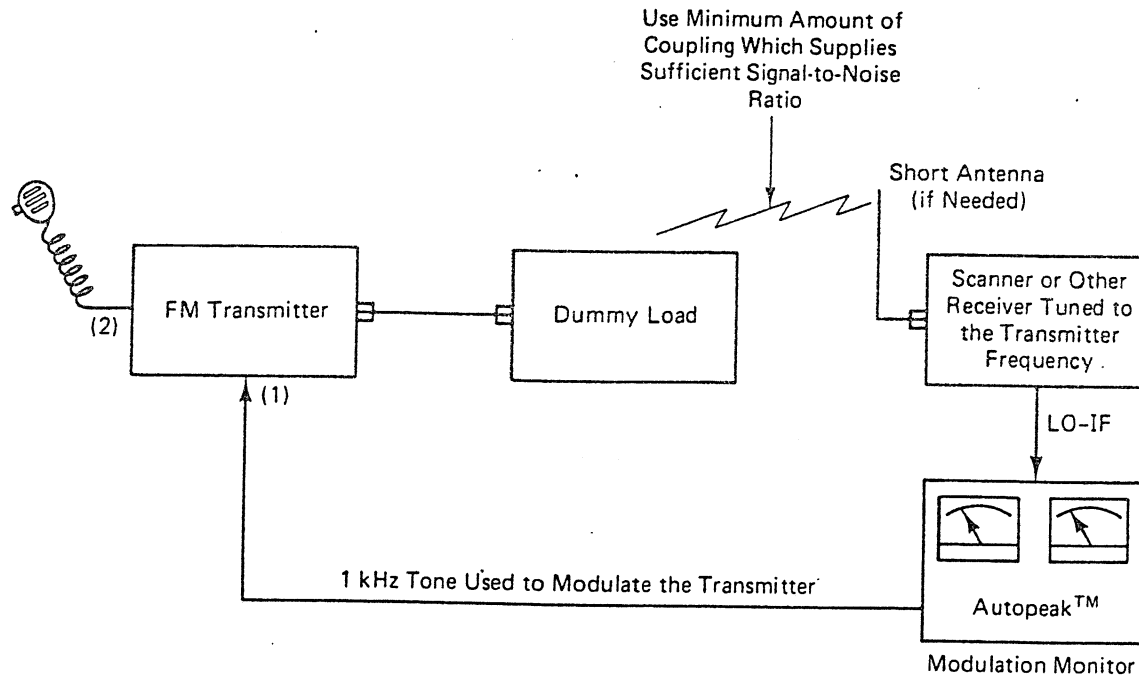 Use Minimum Amount of
Coupling Which Supplies
Sufficient Signal-to-Noise
Ratio
Short Antenna
(if Needed)
(2)
FM Transmitter
Dummy Load
Scanner or Other
Receiver Tuned to
the Transmitter
Frequency
(1)
LO-IF
1 kHz Tone Used to Modulate the Transmitter
Autopeak™
Modulation Monitor